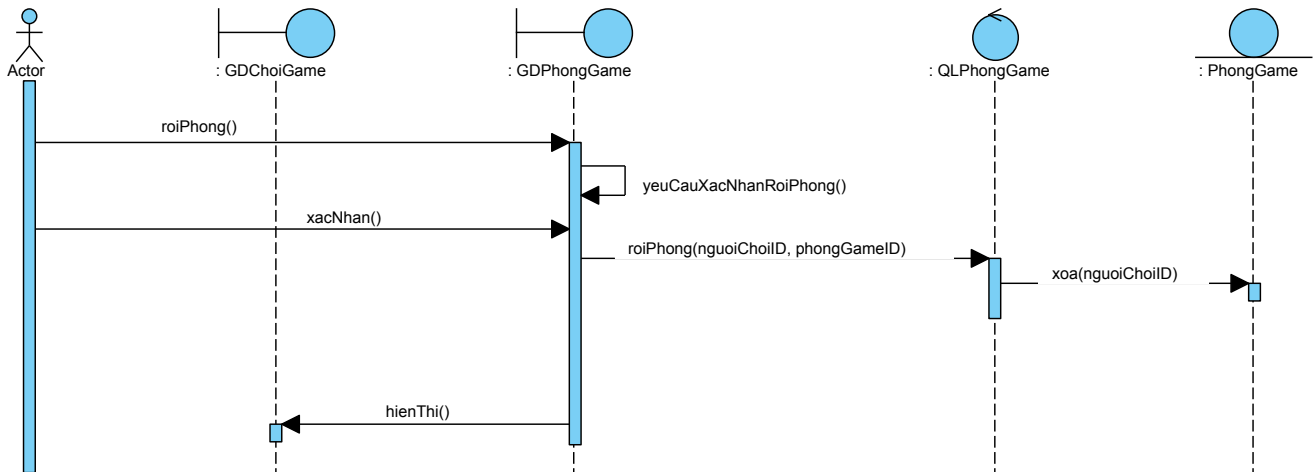 Actor
: GDChoiGame
: GDPhongGame
: QLPhongGame
: PhongGame
roiPhong()
yeuCauXacNhanRoiPhong()
xacNhan()
roiPhong(nguoiChoiID, phongGameID)
xoa(nguoiChoiID)
hienThi()